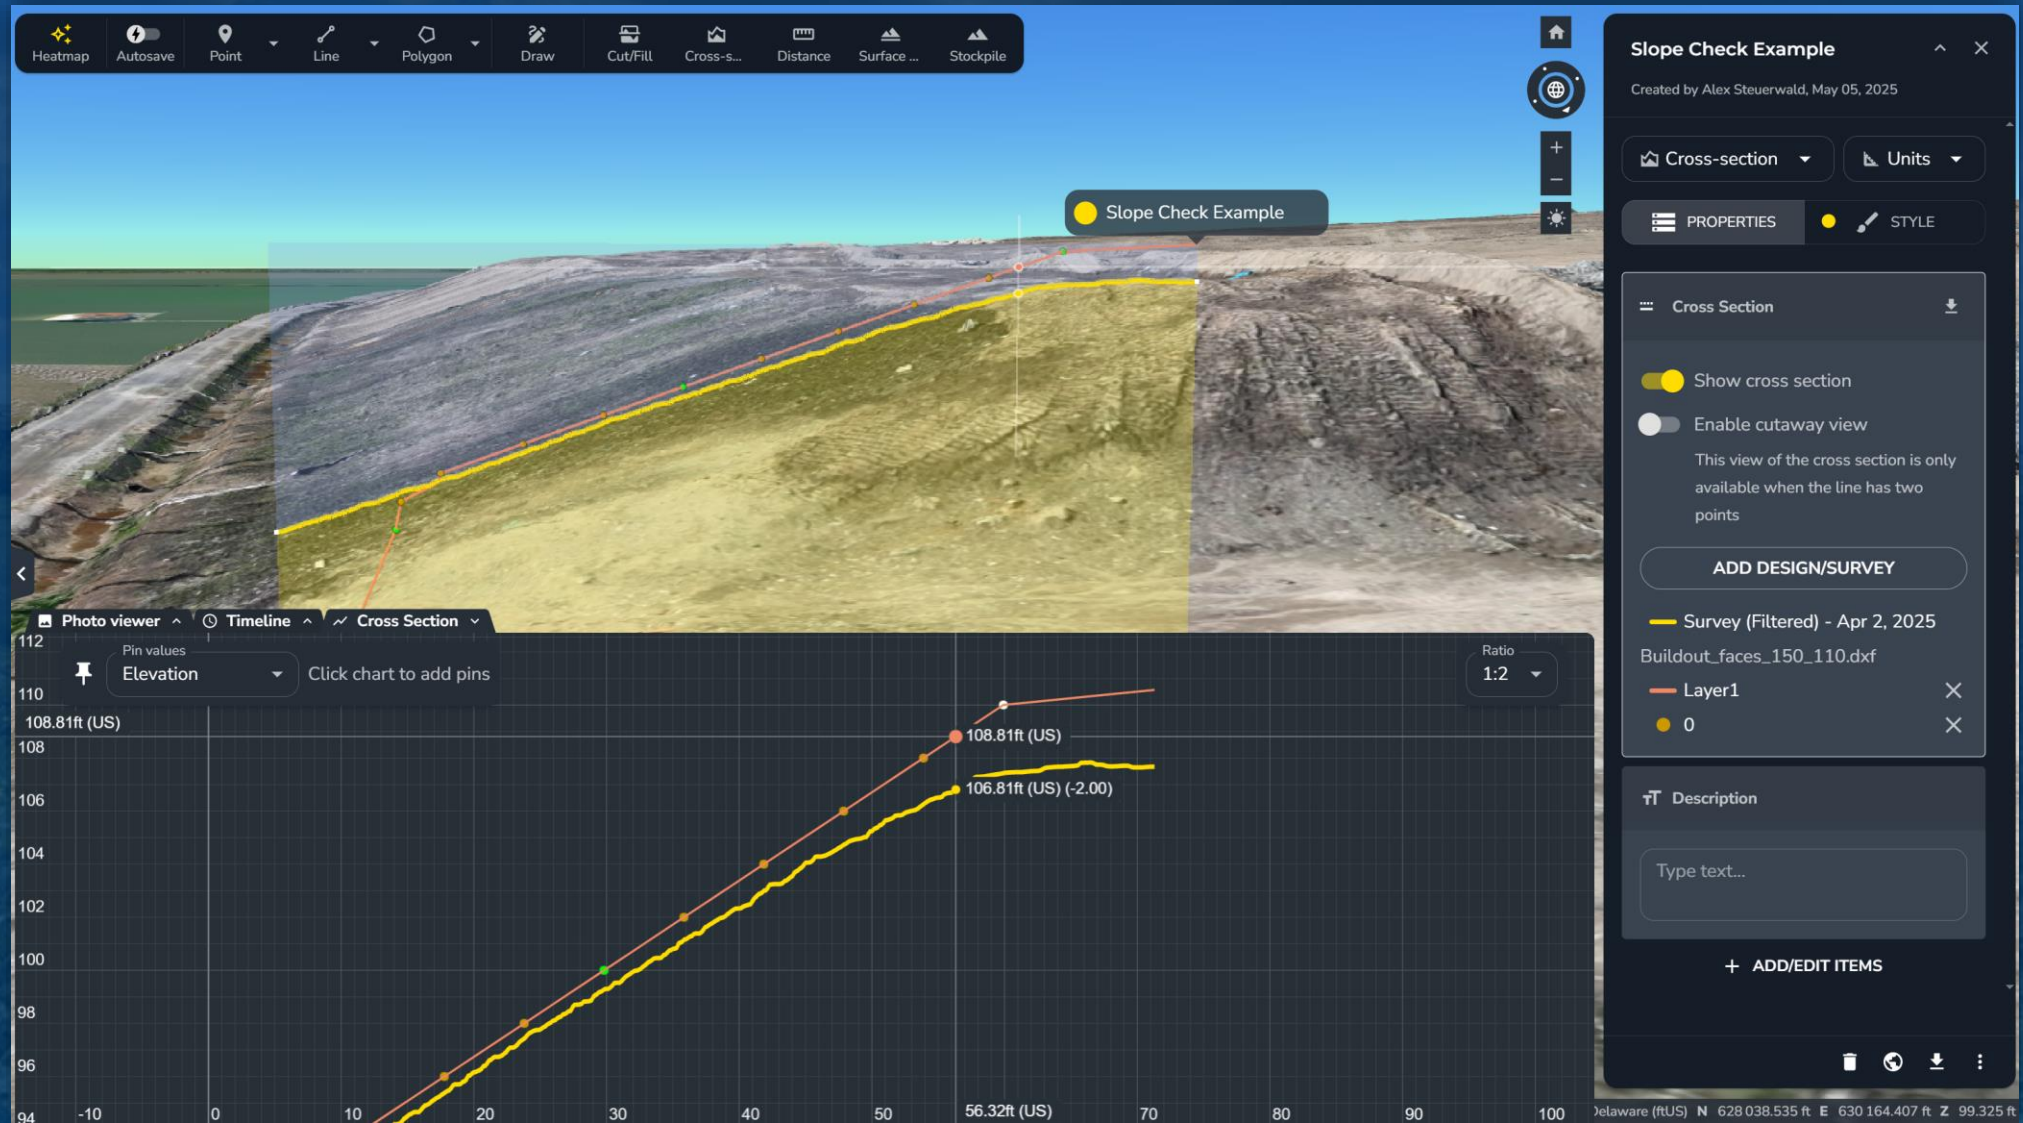 Heatmap
Autosave
Point
Line
Polygon
Draw
Cut/Fill
Cross-s...
Distance
Surface ...
Stockpile
Slope Check Example
Slope Check Example
Created by Alex Steuerwald, May 05, 2025
Cross-section
Units
PROPERTIES
STYLE
Cross Section
Show cross section
Enable cutaway view
This view of the cross section is only
available when the line has two
points
ADD DESIGN/SURVEY
Survey (Filtered) - Apr 2, 2025
Buildout_faces_150_110.dxf
Layer1
0
Description
Type text...
ADD/EDIT ITEMS
Photo viewer
Timeline
Cross Section
Pin values
Elevation
Click chart to add pins
Ratio
1:2
112
110
108.81ft (US)
108
106
104
102
100
98
96
94
108.81ft (US)
106.81ft (US) (-2.00)
-10
0
10
20
30
40
50
56.32ft (US)
70
80
90
100
Delaware (ftUS) N 628 038.535 ft E 630 164.407 ft Z 99.325 ft